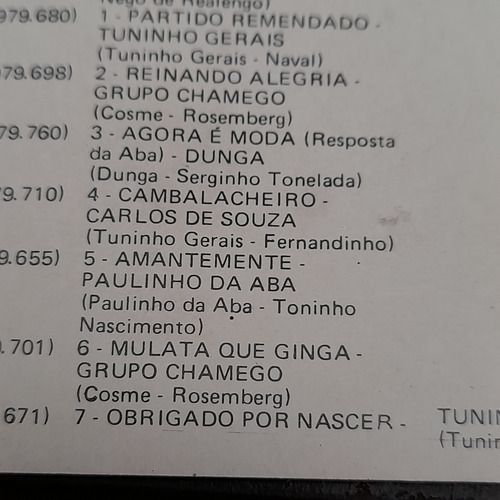 Nego de Realengo)
979.680) 1 - PARTIDO REMENDADO -
TUNINHO GERAIS
(Tuninho Gerais - Naval)
79.698) 2 - REINANDO ALEGRIA -
GRUPO CHAMEGO
(Cosme - Rosemberg)
79.760) 3 - AGORA É MODA (Resposta
da Aba) - DUNGA
(Dunga - Serginho Tonelada)
9.710) 4 - CAMBALACHEIRO -
CARLOS DE SOUZA
(Tuninho Gerais - Fernandinho)
9.655) 5 - AMANTEMENTE -
PAULINHO DA ABA
(Paulinho da Aba - Toninho
Nascimento)
.701) 6 - MULATA QUE GINGA -
GRUPO CHAMEGO
(Cosme - Rosemberg)
671) 7 - OBRIGADO POR NASCER - TUNIN
(Tunin